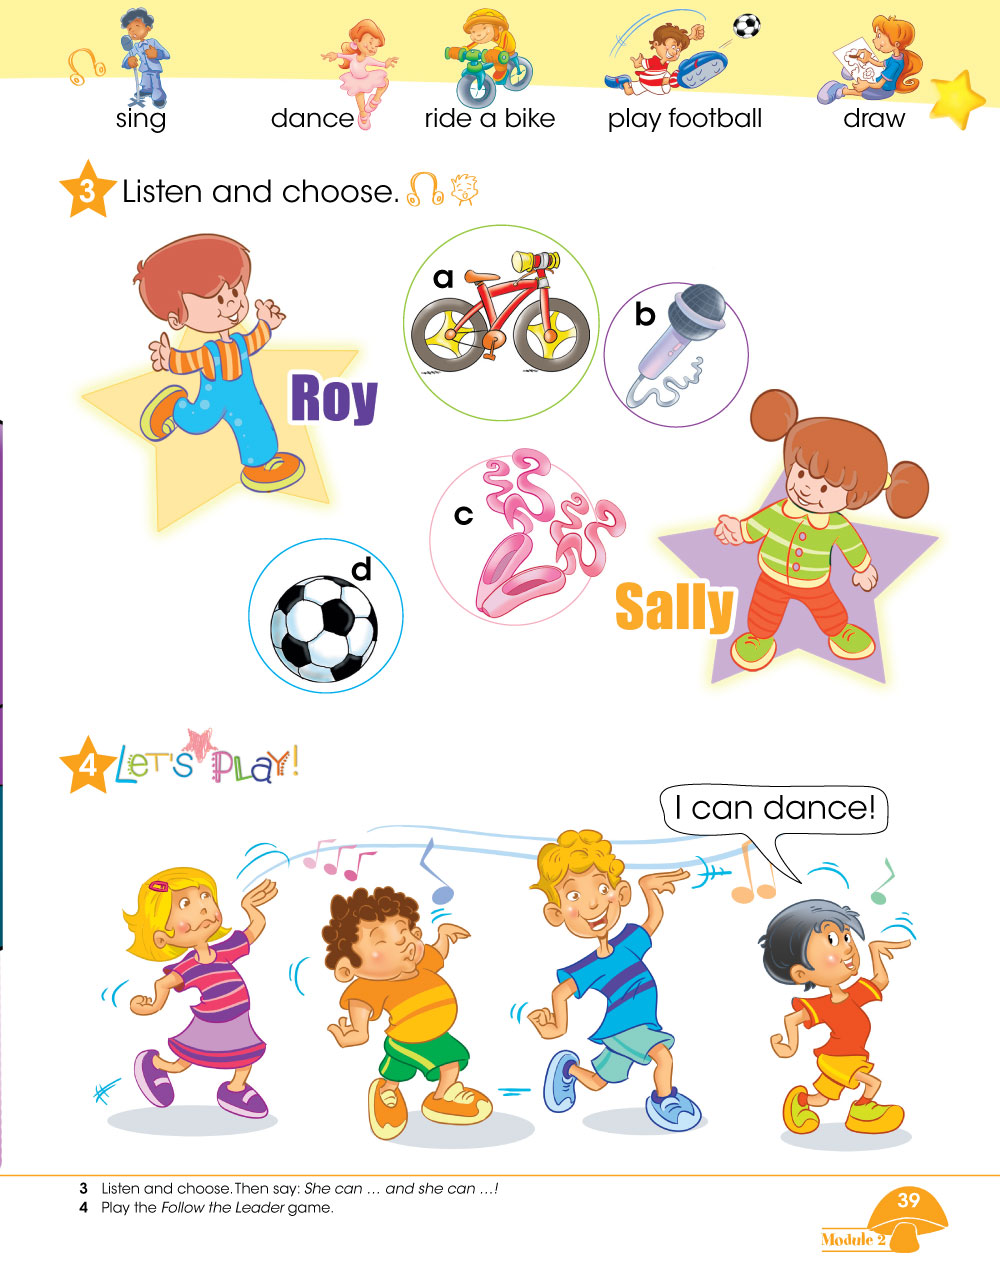 sing
dance
ride a bike
play football
draw
3 Listen and choose.
a
b
Roy
c
d
Sally
4 LET'S PLAY!
I can dance!
3 Listen and choose. Then say: She can ... and she can ...!
4 Play the Follow the Leader game.
39
Module 2